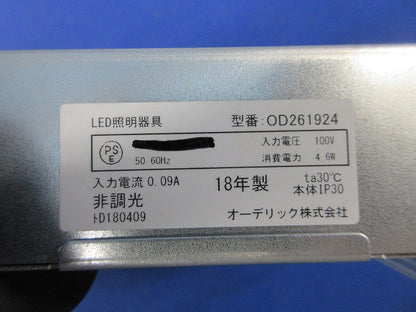 LED照明器具 型番:OD261924
PSE 入力電圧 100V
50 60Hz 消費電力 4.6W
入力電流 0.09A 18年製 ta30℃
非調光 本体IP30
トD180409 オーデリック株式会社